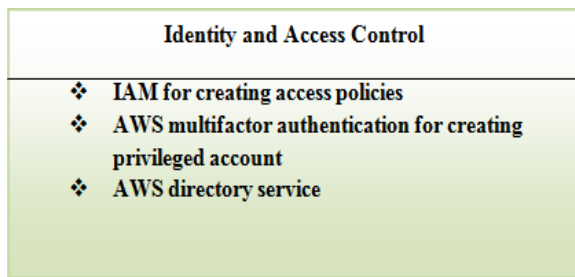 Identity and Access Control
❖ IAM for creating access policies
❖ AWS multifactor authentication for creating
privileged account
❖ AWS directory service